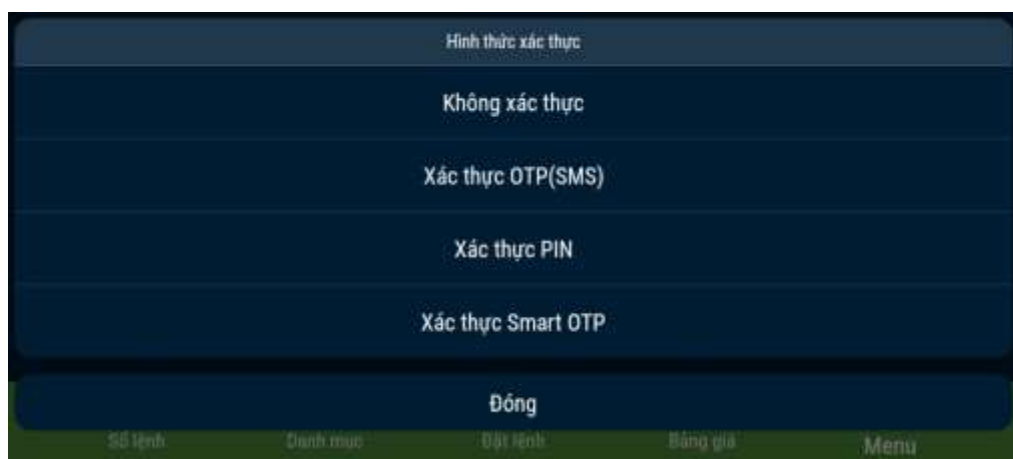 Hình thức xác thực
Không xác thực
Xác thực OTP(SMS)
Xác thực PIN
Xác thực Smart OTP
Đóng
Sổ lệnh Danh mục Đặt lệnh Bảng giá Menu